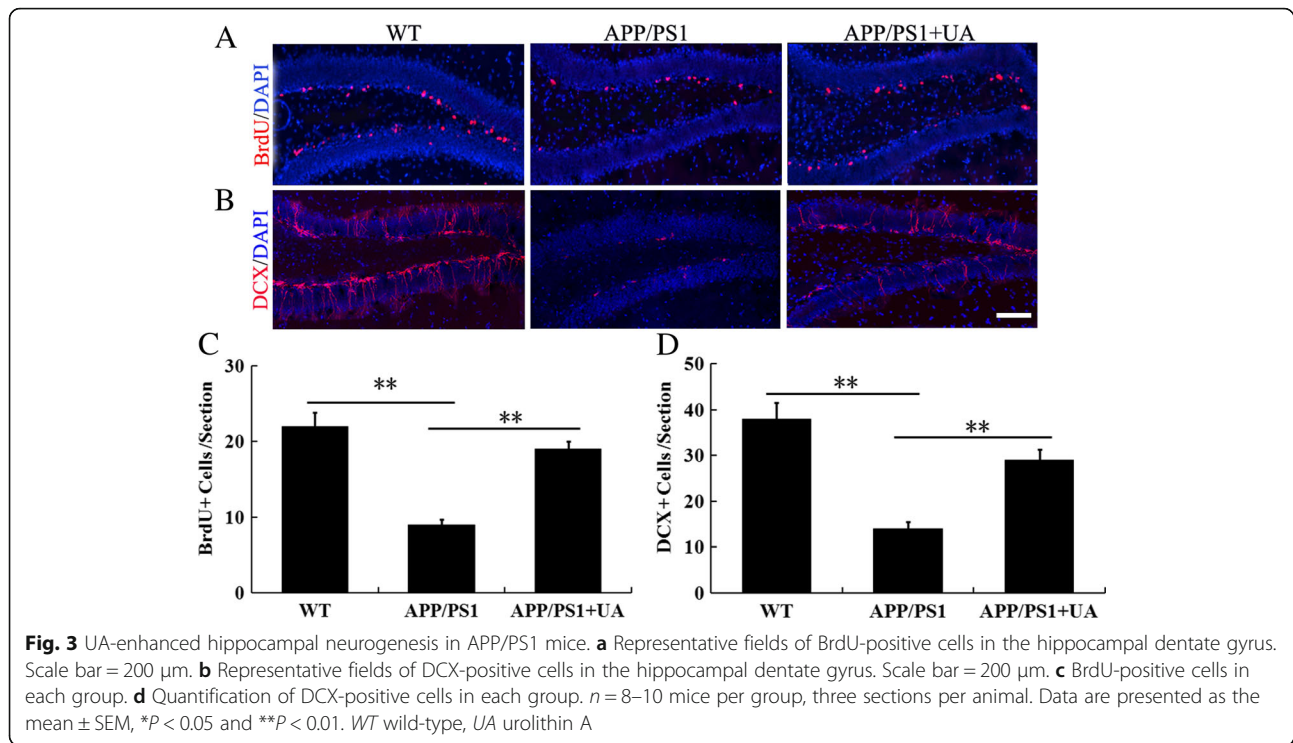 A
WT
APP/PS1
APP/PS1+UA
BrdU/DAPI
B
DCX/DAPI
C
30
20
10
0
BrdU+ Cells/Section
**
**
WT
APP/PS1
APP/PS1+UA
D
50
40
30
20
10
0
DCX+ Cells/Section
**
**
WT
APP/PS1
APP/PS1+UA
Fig. 3 UA-enhanced hippocampal neurogenesis in APP/PS1 mice. a Representative fields of BrdU-positive cells in the hippocampal dentate gyrus.
Scale bar = 200 μm. b Representative fields of DCX-positive cells in the hippocampal dentate gyrus. Scale bar = 200 μm. c BrdU-positive cells in
each group. d Quantification of DCX-positive cells in each group. n = 8–10 mice per group, three sections per animal. Data are presented as the
mean ± SEM, *P < 0.05 and **P < 0.01. WT wild-type, UA urolithin A